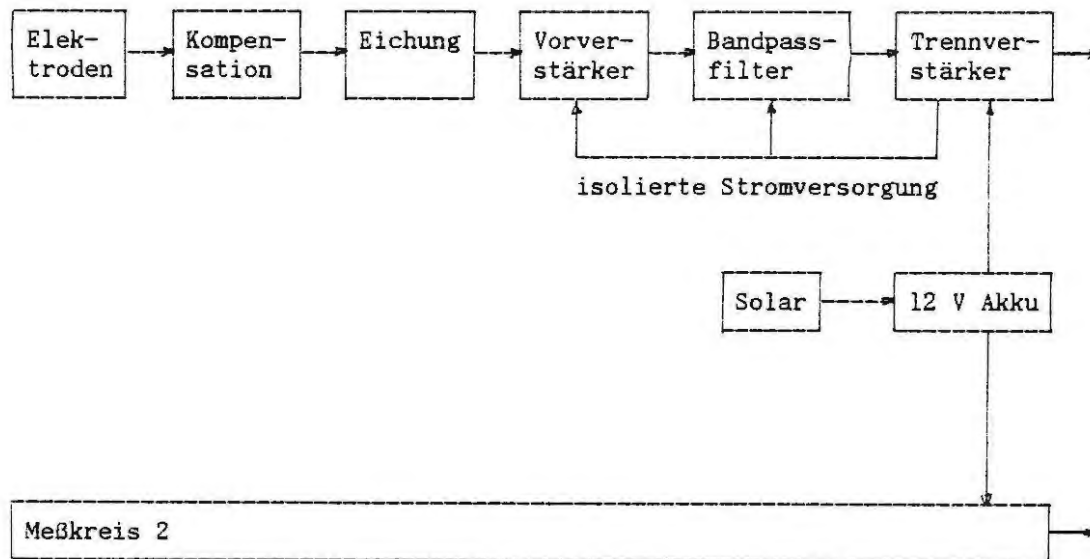 Elek-
troden
Kompen-
sation
Eichung
Vorver-
stärker
Bandpass-
filter
Trennver-
stärker
isolierte Stromversorgung
Solar
12 V Akku
Meßkreis 2